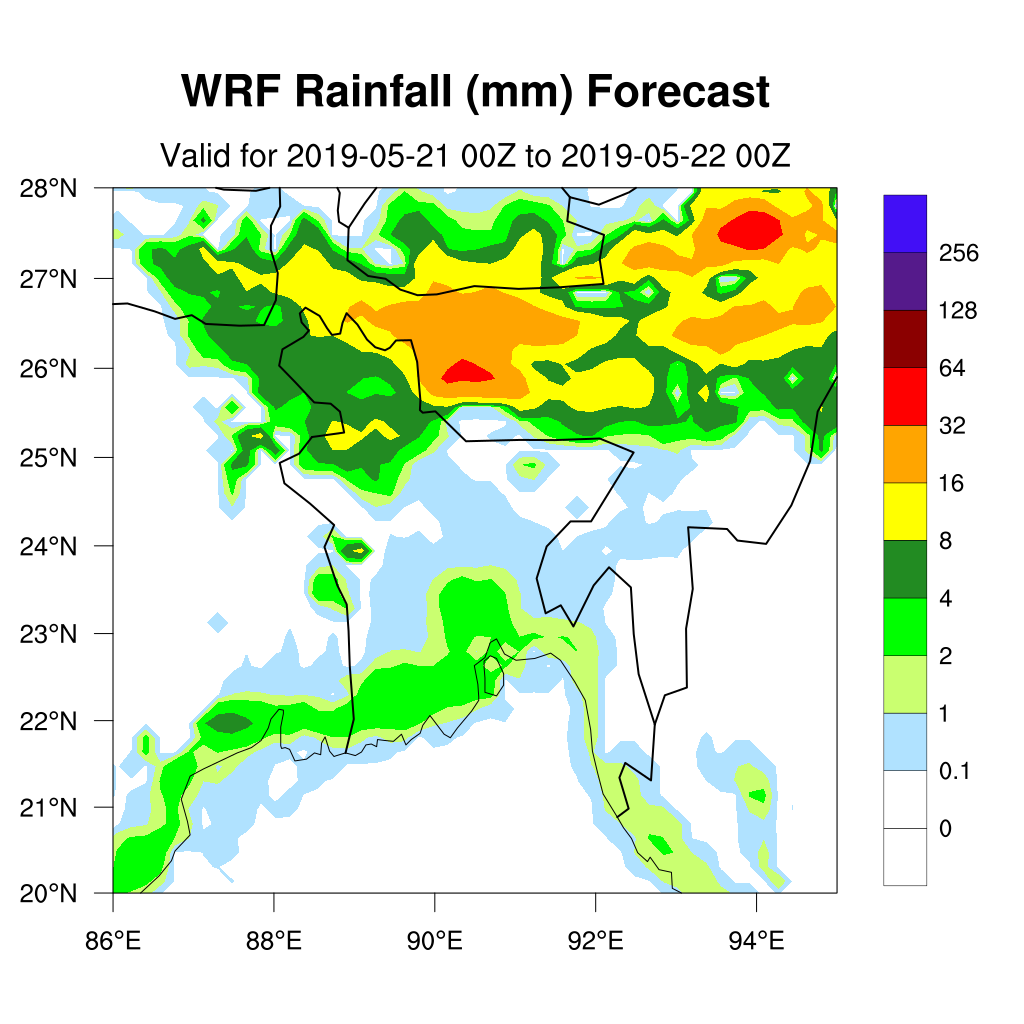 WRF Rainfall (mm) Forecast
Valid for 2019-05-21 00Z to 2019-05-22 00Z
28°N
27°N
26°N
25°N
24°N
23°N
22°N
21°N
20°N
86°E 88°E 90°E 92°E 94°E
256
128
64
32
16
8
4
2
1
0.1
0